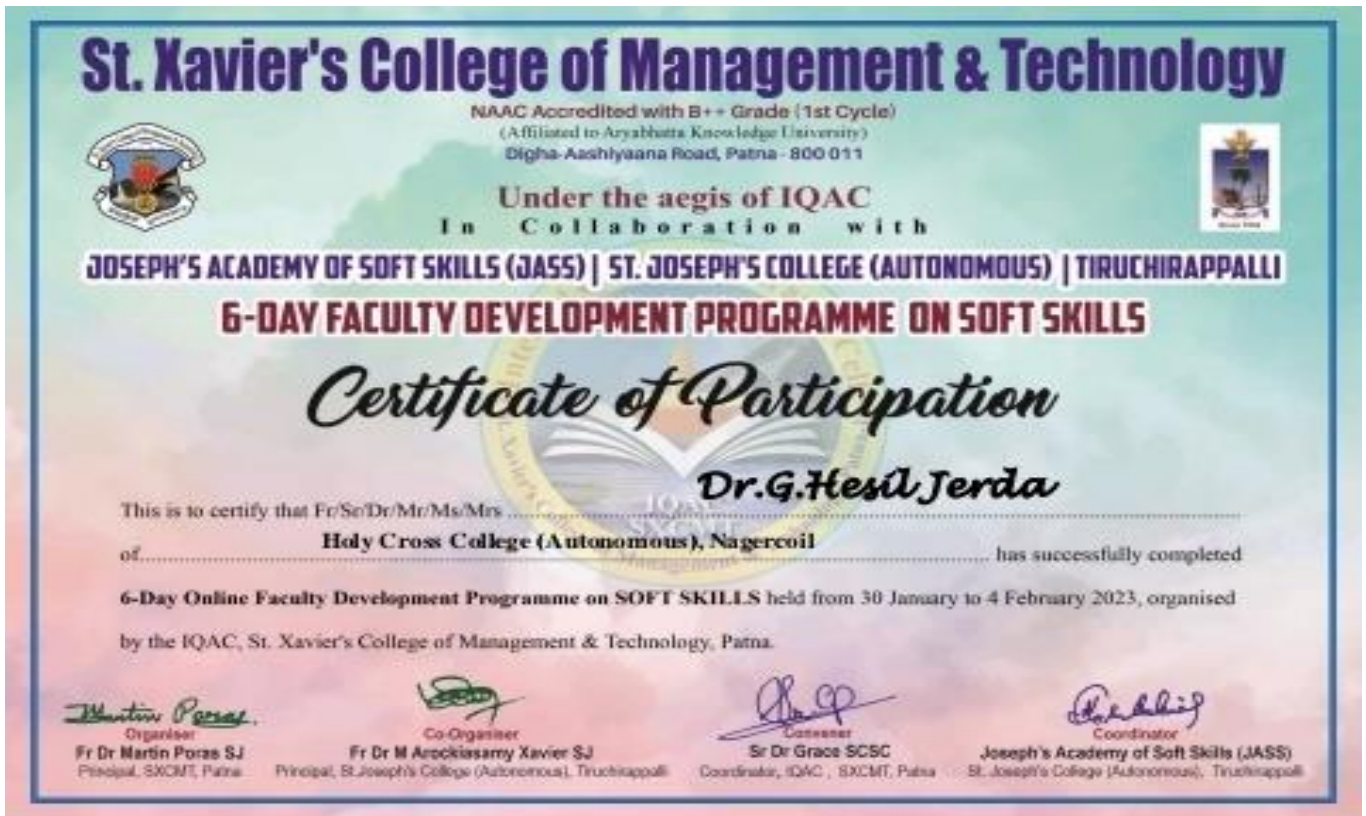 St. Xavier's College of Management & Technology
NAAC Accredited with B++ Grade (1st Cycle)
(Affiliated to Aryabhatta Knowledge University)
Digha-Aashiyaana Road, Patna - 800 011
Under the aegis of IQAC
In Collaboration with
JOSEPH'S ACADEMY OF SOFT SKILLS (JASS) | ST. JOSEPH'S COLLEGE (AUTONOMOUS) | TIRUCHIRAPPALLI
6-DAY FACULTY DEVELOPMENT PROGRAMME ON SOFT SKILLS
Certificate of Participation
Dr.G.Hesil Jerda
This is to certify that Fr/Sr/Dr/Mr/Ms/Mrs
IQAC
SXCMT
Holy Cross College (Autonomous), Nagercoil
of has successfully completed
6-Day Online Faculty Development Programme on SOFT SKILLS held from 30 January to 4 February 2023, organised
by the IQAC, St. Xavier's College of Management & Technology, Patna.
Martin Poras.
Organiser Co-Organiser Convener Coordinator
Fr Dr Martin Poras SJ Fr Dr M Arockiasamy Xavier SJ Sr Dr Grace SCSC Joseph's Academy of Soft Skills (JASS)
Principal, SXCMT, Patna Principal, St.Joseph's College (Autonomous), Tiruchirappalli Coordinator, IQAC , SXCMT, Patna St. Joseph's College (Autonomous), Tiruchirappalli